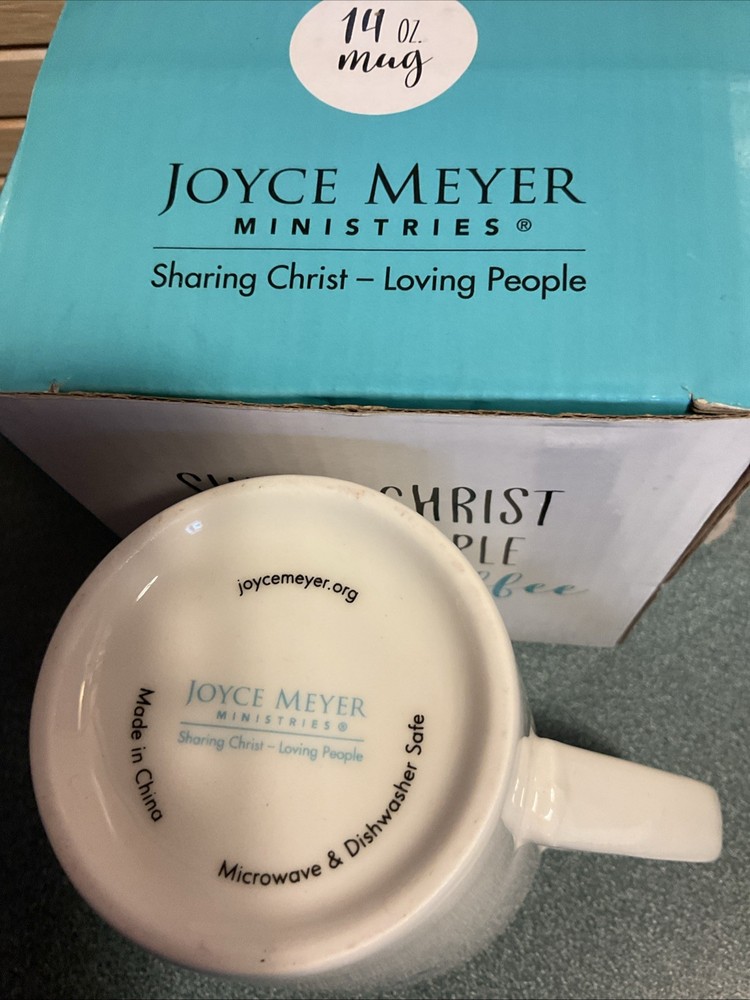 14 OZ.
mug
JOYCE MEYER
MINISTRIES®
Sharing Christ – Loving People
CHRIST
joycemeyer.org
JOYCE MEYER
MINISTRIES®
Sharing Christ – Loving People
Made in China
Microwave & Dishwasher Safe